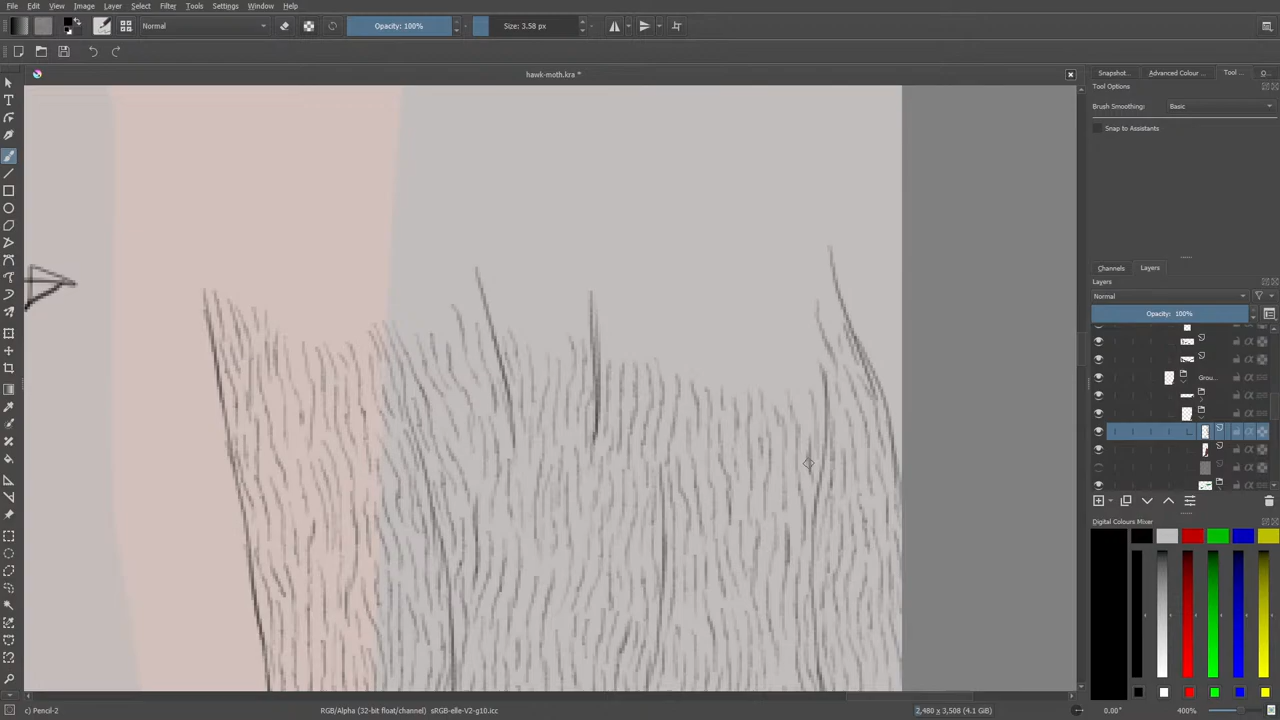 File Edit View Image Layer Select Filter Tools Settings Window Help
Normal
Opacity: 100%
Size: 3.58 px
hawk-moth.kra *
Snapshot... Advanced Colour ... Tool ... O...
Tool Options
Brush Smoothing: Basic
Snap to Assistants
Channels Layers
Layers
Normal
Opacity: 100%
Grou...
Digital Colours Mixer
c) Pencil-2
RGB/Alpha (32-bit float/channel) sRGB-elle-V2-g10.icc
2,480 x 3,508 (4.1 GiB)
0.00°
400%